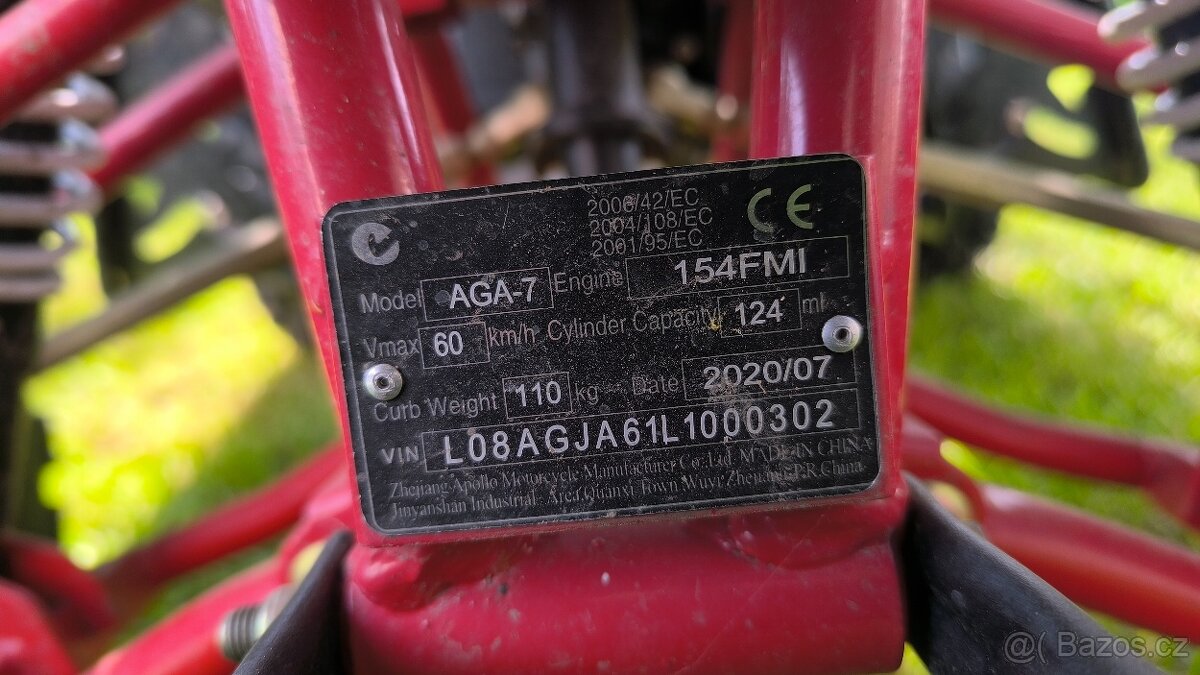 2006/42/EC
2004/108/EC
2001/95/EC
CE
Model AGA-7 Engine 154FMI
Vmax 60 km/h Cylinder Capacity 124 ml
Curb Weight 110 kg Date 2020/07
VIN L08AGJA61L1000302
Zhejiang Apollo Motorcycle Manufacturer Co.,Ltd. MADE IN CHINA
Jinyanshan Industrial Area Quanxi Town Wuyi Zhejiang P.R.China
Bazos.cz